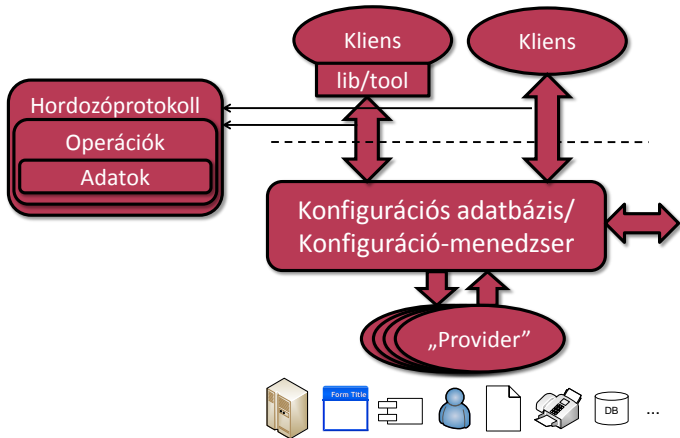 Kliens
Kliens
lib/tool
Hordozóprotokoll
Operációk
Adatok
Konfigurációs adatbázis/
Konfiguráció-menedzser
„Provider”
Form Title
DB
...